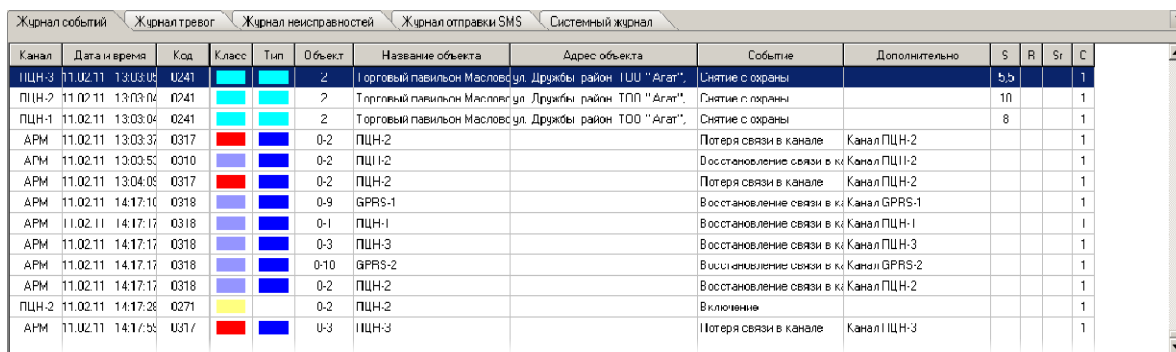 Журнал событий Журнал тревог Журнал неисправностей Журнал отправки SMS Системный журнал
Канал Дата и время Код Класс Тип Объект Название объекта Адрес объекта Событие Дополнительно S R Sr C
ПЦН-3 11.02.11 13:03:05 0241 2 Торговый павильон Маслово ул. Дружбы район ТОО "Агат", Снятие с охраны 5,5 1
ПЦН-2 11.02.11 13:03:04 0241 2 Торговый павильон Маслово ул. Дружбы район ТОО "Агат", Снятие с охраны 10 1
ПЦН-1 11.02.11 13:03:04 0241 2 Торговый павильон Маслово ул. Дружбы район ТОО "Агат", Снятие с охраны 8 1
АРМ 11.02.11 13:03:37 0317 0-2 ПЦН-2 Потеря связи в канале Канал ПЦН-2 1
АРМ 11.02.11 13:03:53 0318 0-2 ПЦН-2 Восстановление связи в ка Канал ПЦН-2 1
АРМ 11.02.11 13:04:09 0317 0-2 ПЦН-2 Потеря связи в канале Канал ПЦН-2 1
АРМ 11.02.11 14:17:10 0318 0-9 GPRS-1 Восстановление связи в ка Канал GPRS-1 1
АРМ 11.02.11 14:17:17 0318 0-1 ПЦН-1 Восстановление связи в ка Канал ПЦН-1 1
АРМ 11.02.11 14:17:17 0318 0-3 ПЦН-3 Восстановление связи в ка Канал ПЦН-3 1
АРМ 11.02.11 14:17:17 0318 0-10 GPRS-2 Восстановление связи в ка Канал GPRS-2 1
АРМ 11.02.11 14:17:17 0318 0-2 ПЦН-2 Восстановление связи в ка Канал ПЦН-2 1
ПЦН-2 11.02.11 14:17:28 0271 0-2 ПЦН-2 Включение 1
АРМ 11.02.11 14:17:59 0317 0-3 ПЦН-3 Потеря связи в канале Канал ПЦН-3 1